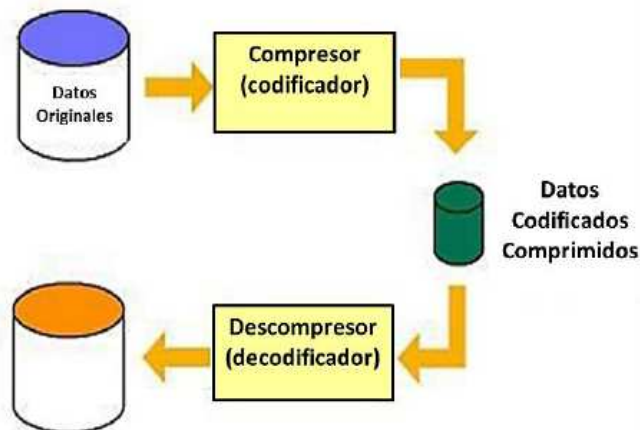 Datos
Originales
Compresor
(codificador)
Datos
Codificados
Comprimidos
Descompresor
(decodificador)